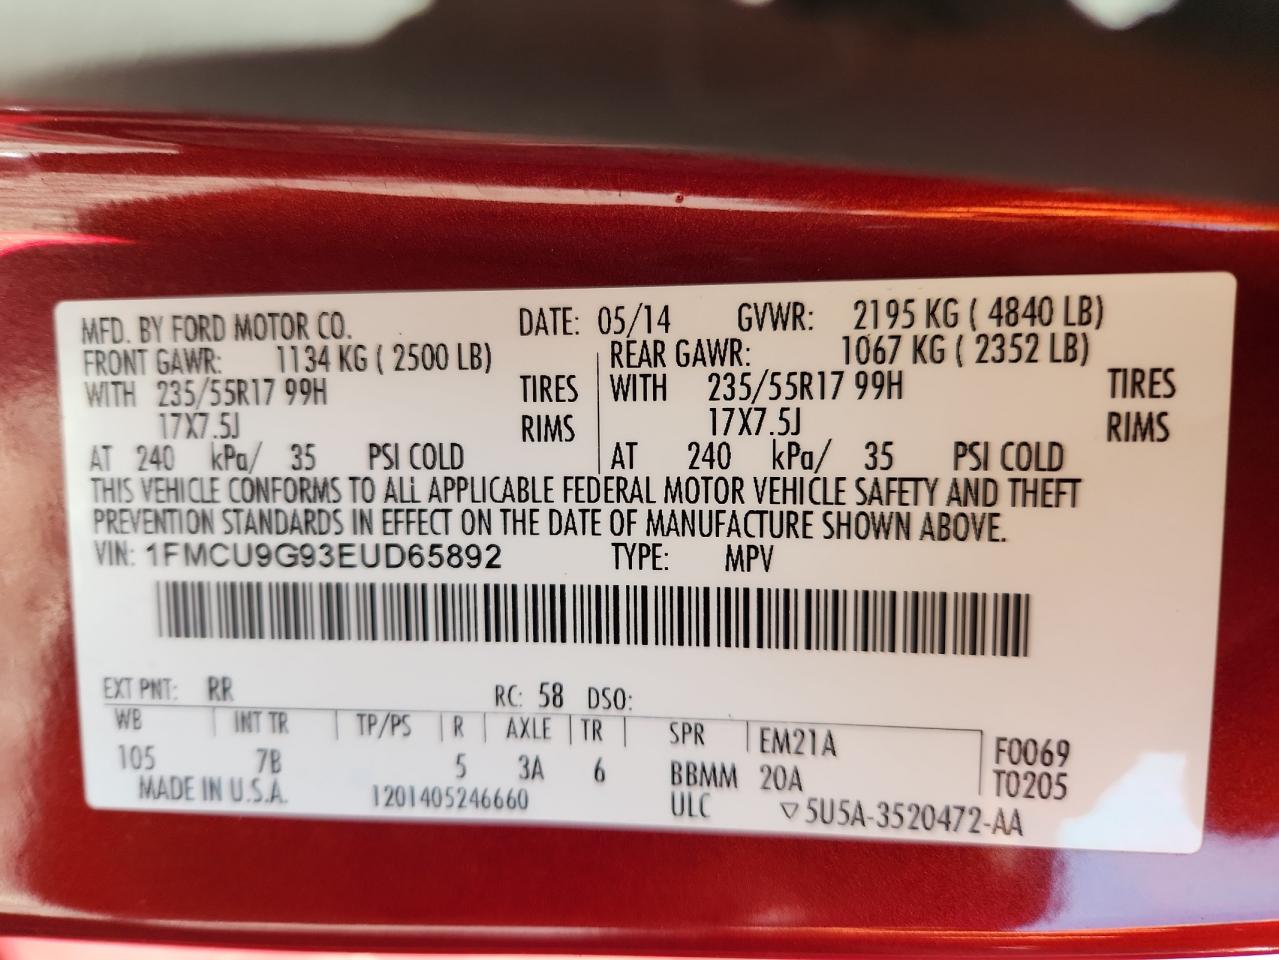 MFD. BY FORD MOTOR CO. DATE: 05/14 GVWR: 2195 KG ( 4840 LB)
FRONT GAWR: 1134 KG ( 2500 LB) REAR GAWR: 1067 KG ( 2352 LB)
WITH 235/55R17 99H TIRES WITH 235/55R17 99H TIRES
17X7.5J RIMS 17X7.5J RIMS
AT 240 kPa/ 35 PSI COLD AT 240 kPa/ 35 PSI COLD
THIS VEHICLE CONFORMS TO ALL APPLICABLE FEDERAL MOTOR VEHICLE SAFETY AND THEFT
PREVENTION STANDARDS IN EFFECT ON THE DATE OF MANUFACTURE SHOWN ABOVE.
VIN: 1FMCU9G93EUD65892 TYPE: MPV
EXT PNT: RR RC: 58 DSO:
WB INT TR TP/PS R AXLE TR SPR EM21A F0069
105 7B 5 3A 6 BBMM 20A T0205
MADE IN U.S.A. 1201405246660 ULC ▽5U5A-3520472-AA